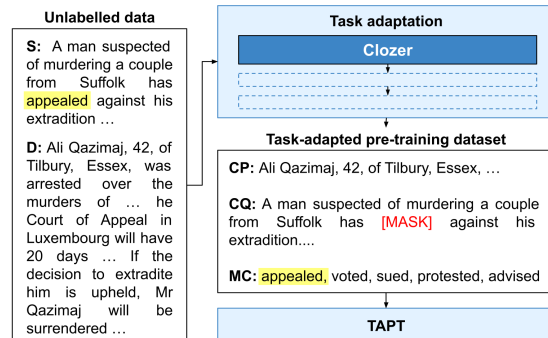 Unlabelled data
S: A man suspected
of murdering a couple
from Suffolk has
appealed against his
extradition ...
D: Ali Qazimaj, 42, of
Tilbury, Essex, was
arrested over the
murders of ... he
Court of Appeal in
Luxembourg will have
20 days ... If the
decision to extradite
him is upheld, Mr
Qazimaj will be
surrendered ...
Task adaptation
Clozer
Task-adapted pre-training dataset
CP: Ali Qazimaj, 42, of Tilbury, Essex, ...
CQ: A man suspected of murdering a couple
from Suffolk has [MASK] against his
extradition....
MC: appealed, voted, sued, protested, advised
TAPT